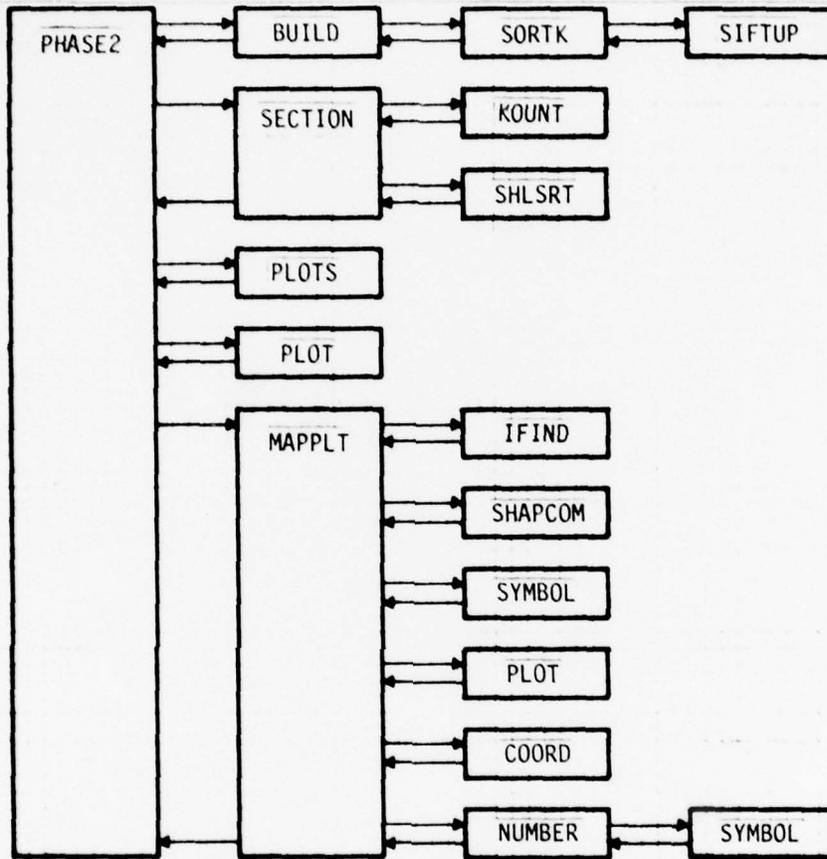 PHASE2
BUILD
SORTK
SIFTUP
SECTION
KOUNT
SHLSRT
PLOTS
PLOT
MAPPLT
IFIND
SHAPCOM
SYMBOL
PLOT
COORD
NUMBER
SYMBOL